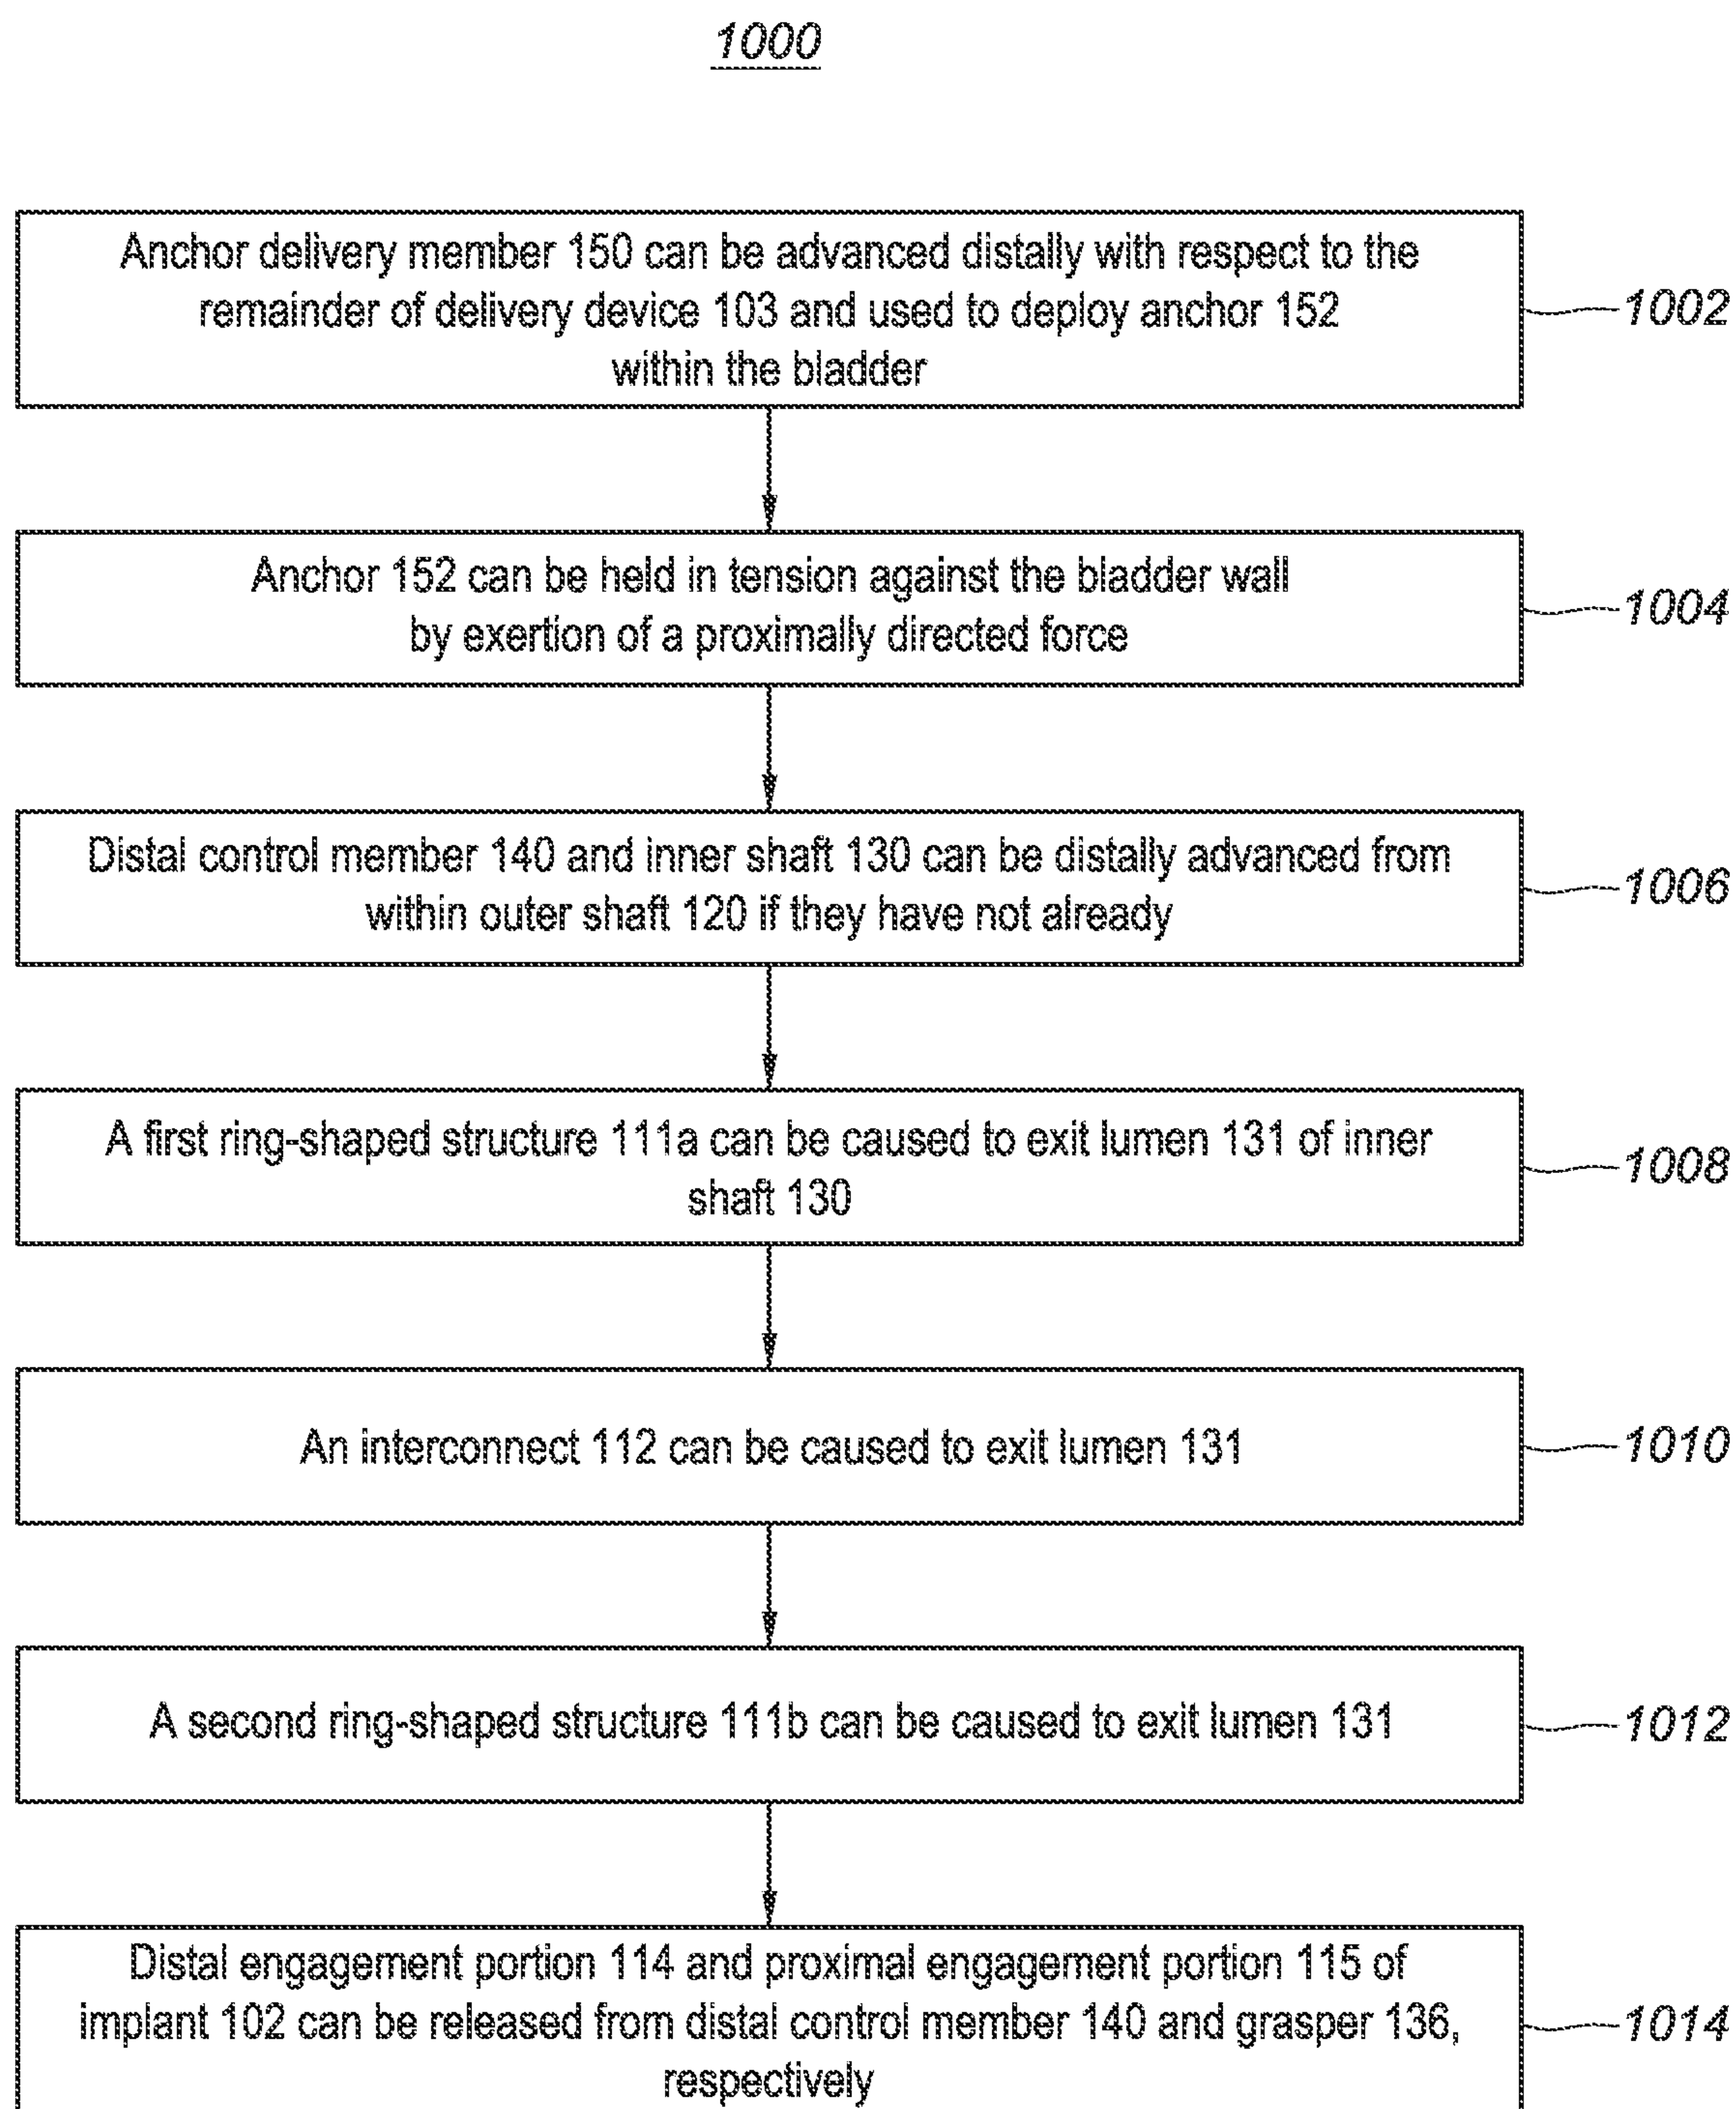 1000
Anchor delivery member 150 can be advanced distally with respect to the
remainder of delivery device 103 and used to deploy anchor 152
within the bladder
1002
Anchor 152 can be held in tension against the bladder wall
by exertion of a proximally directed force
1004
Distal control member 140 and inner shaft 130 can be distally advanced from
within outer shaft 120 if they have not already
1006
A first ring-shaped structure 111a can be caused to exit lumen 131 of inner
shaft 130
1008
An interconnect 112 can be caused to exit lumen 131
1010
A second ring-shaped structure 111b can be caused to exit lumen 131
1012
Distal engagement portion 114 and proximal engagement portion 115 of
implant 102 can be released from distal control member 140 and grasper 136,
respectively
1014